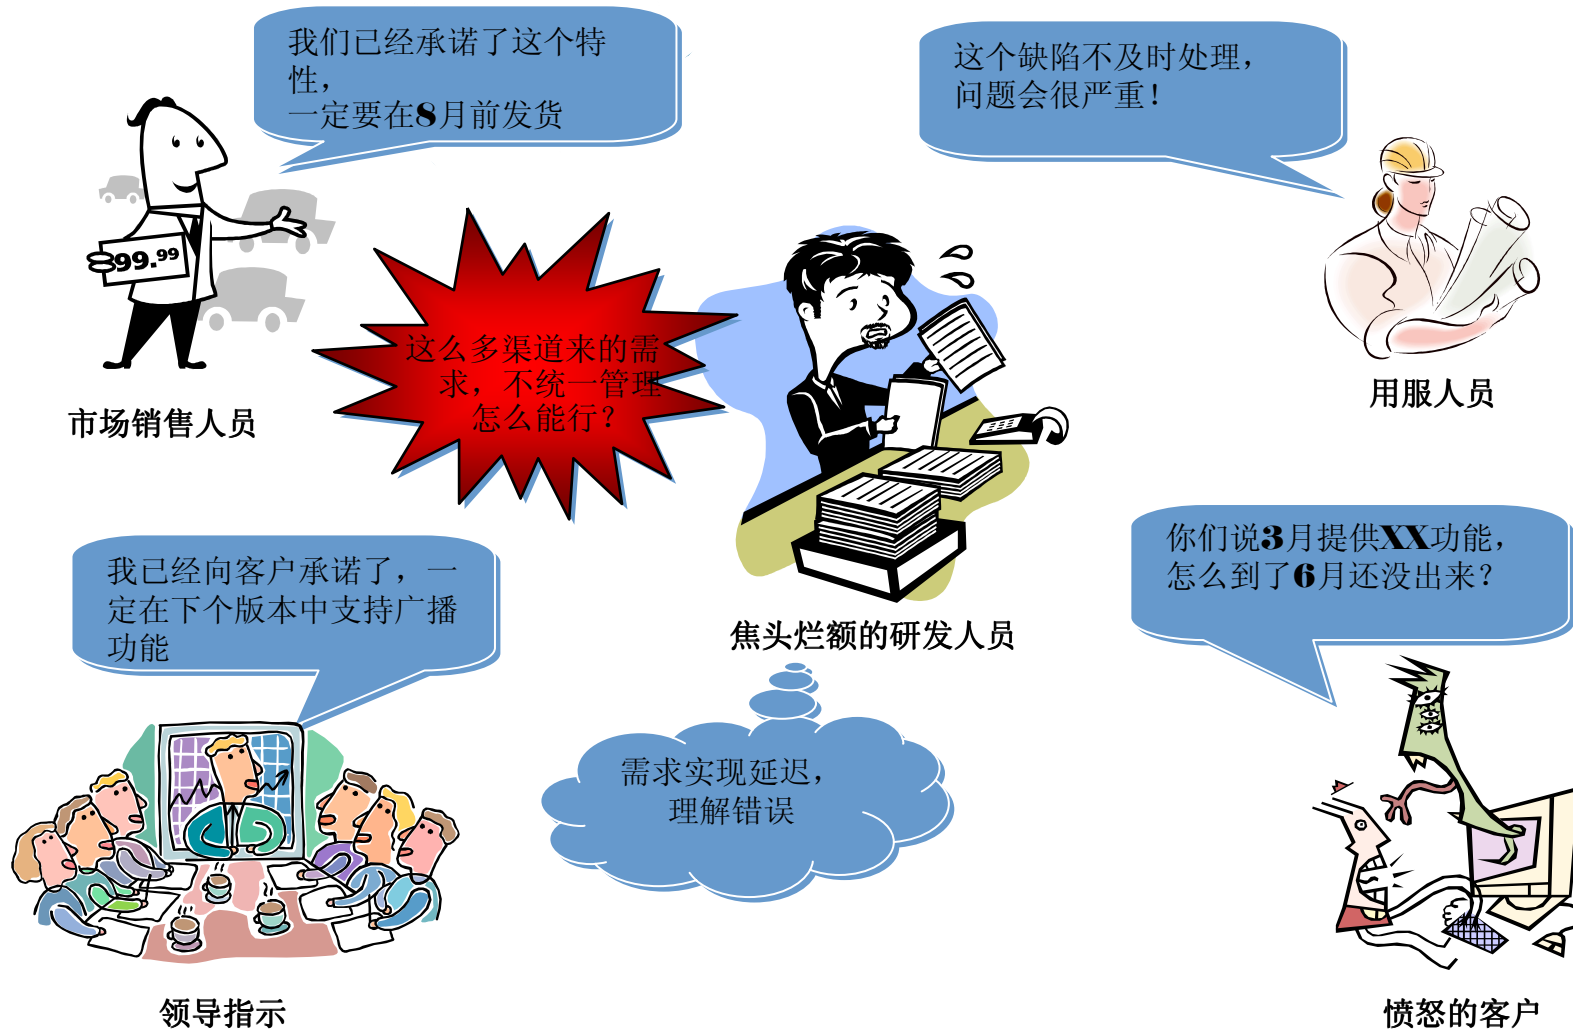 我们已经承诺了这个特
性，
一定要在8月前发货
这个缺陷不及时处理，
问题会很严重！
99.99
市场销售人员
这么多渠道来的需
求，不统一管理
怎么能行？
用服人员
我已经向客户承诺了，一
定在下个版本中支持广播
功能
焦头烂额的研发人员
你们说3月提供XX功能，
怎么到了6月还没出来？
需求实现延迟，
理解错误
领导指示
愤怒的客户